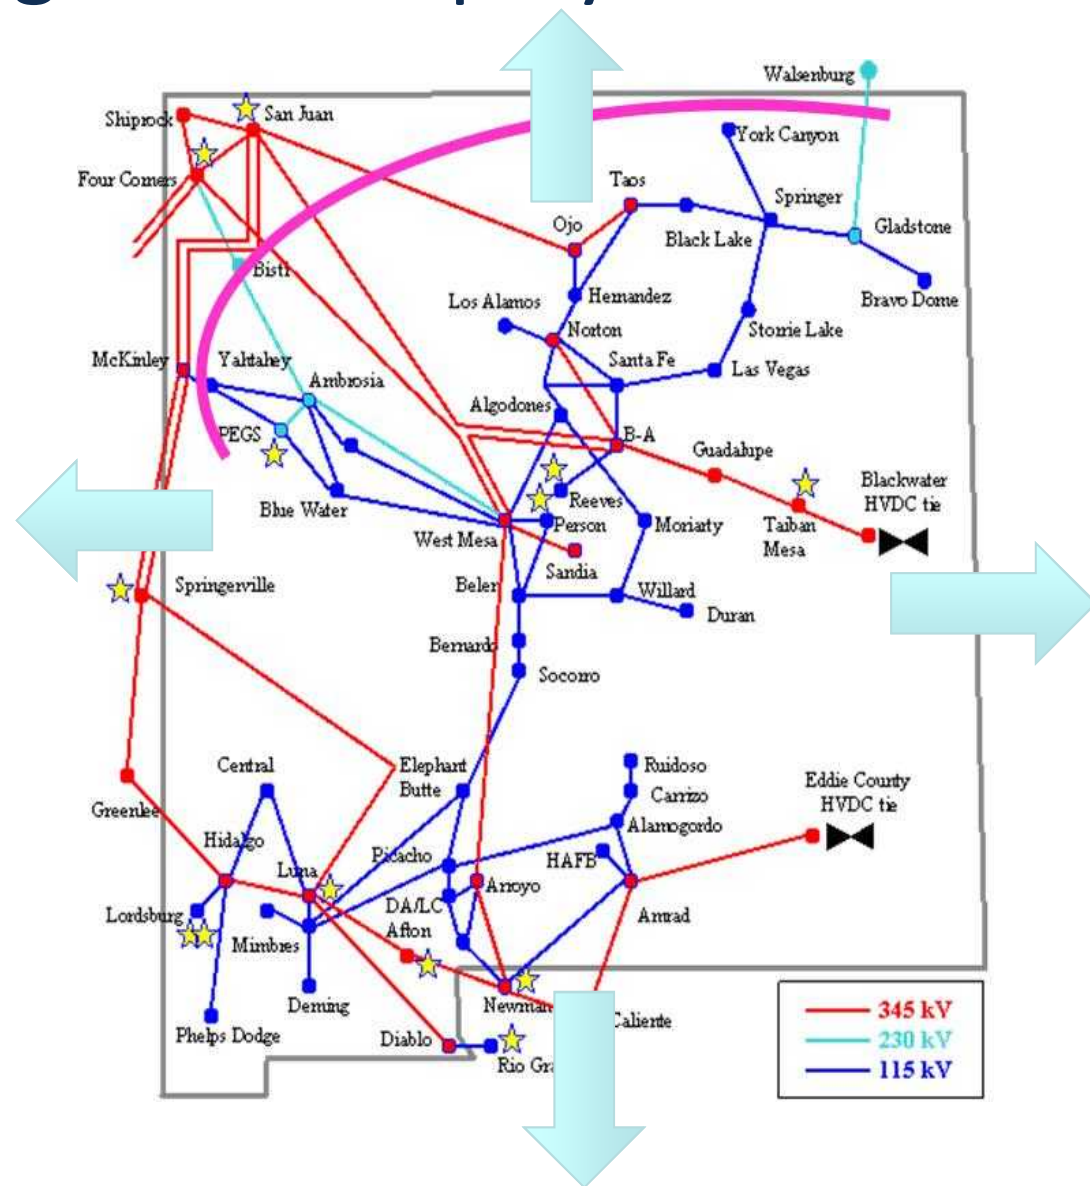 Walsenburg
Shiprock
San Juan
York Canyon
Four Corners
Taos
Springer
Ojo
Gladstone
Black Lake
Bisti
Hernandez
Bravo Dome
Los Alamos
Norton
Storrie Lake
McKinley
Yahtahey
Santa Fe
Las Vegas
Ambrosia
Algodones
PEGS
B-A
Guadalupe
Blackwater
HVDC tie
Reeves
Blue Water
Person
Moriarty
Taiban
Mesa
West Mesa
Sandia
Springerville
Belen
Willard
Duran
Bernardo
Socorro
Central
Elephant
Butte
Ruidoso
Carrizo
Eddie County
HVDC tie
Greenlee
Alamogordo
Hidalgo
Picacho
HAFB
Luna
Arroyo
Lordsburg
DA/LC
Amrad
Afton
Mimbres
Deming
Newman
Caliente
Phelps Dodge
Diablo
Rio Gra
345 kV
230 kV
115 kV